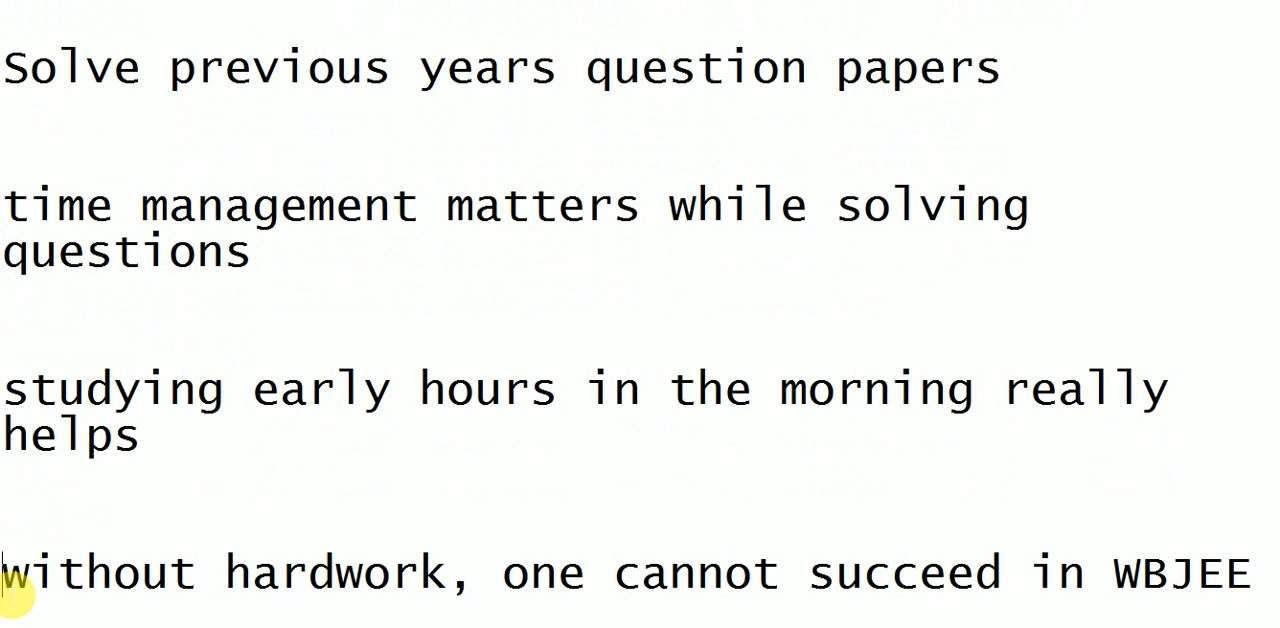 Solve previous years question papers
time management matters while solving
questions
studying early hours in the morning really
helps
without hardwork, one cannot succeed in WBJEE